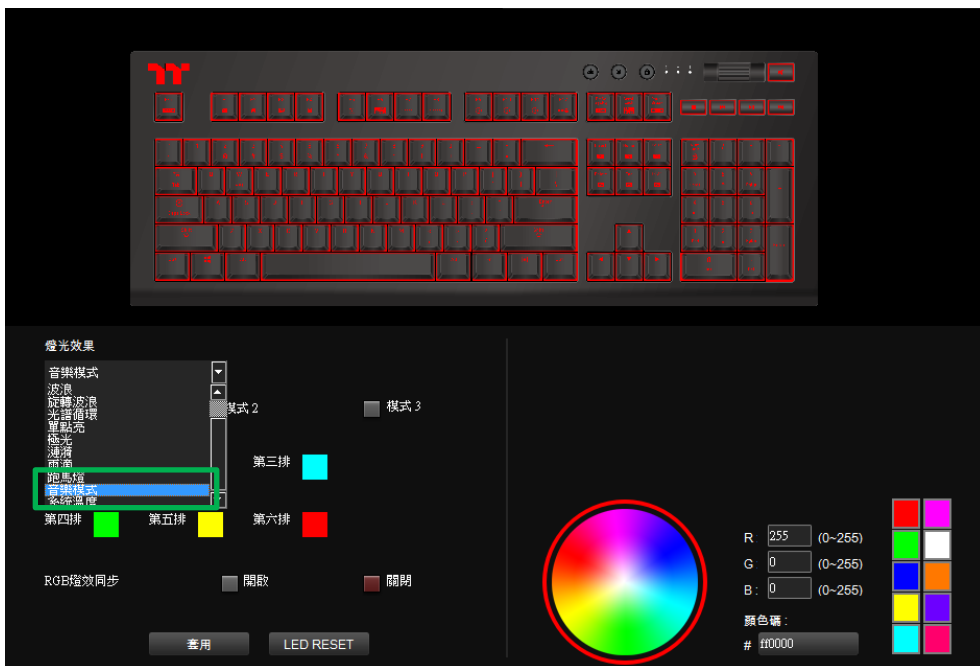 燈光效果
音樂模式
波浪
旋轉波浪
光譜循環
單點亮
極光
漣漪
雨滴
跑馬燈
音樂模式
系統溫度
模式 2
模式 3
第三排
第四排
第五排
第六排
RGB燈效同步
開啟
關閉
套用
LED RESET
R 255 (0~255)
G 0 (0~255)
B : 0 (0~255)
顏色碼 :
# ff0000